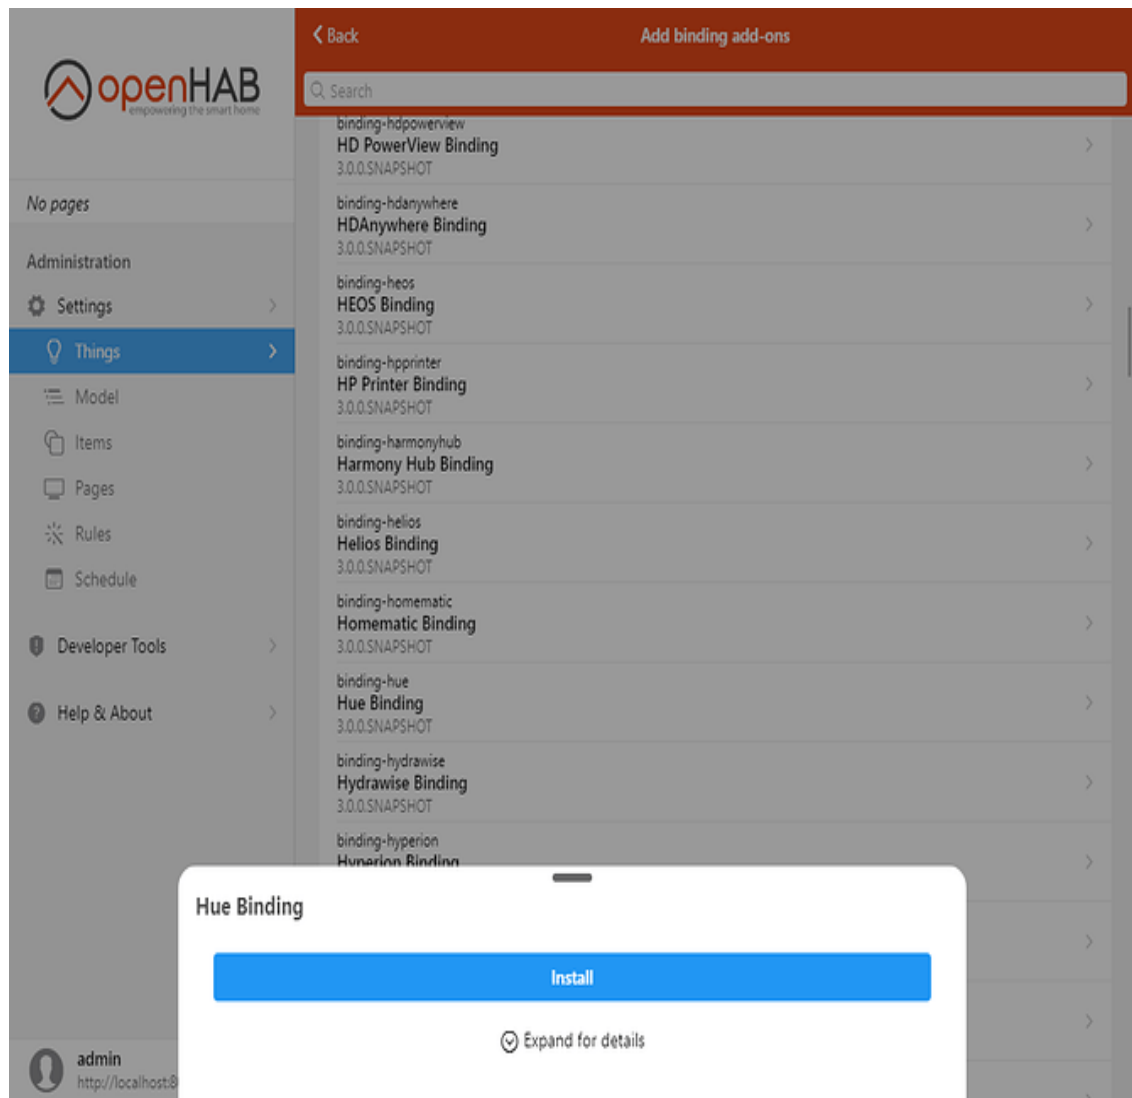 openHAB
empowering the smart home
No pages
Administration
Settings
Things
Model
Items
Pages
Rules
Schedule
Developer Tools
Help & About
admin
http://localhost:8
Back
Add binding add-ons
Search
binding-hdpowerview
HD PowerView Binding
3.0.0.SNAPSHOT
binding-hdanywhere
HDAnywhere Binding
3.0.0.SNAPSHOT
binding-heos
HEOS Binding
3.0.0.SNAPSHOT
binding-hpprinter
HP Printer Binding
3.0.0.SNAPSHOT
binding-harmonyhub
Harmony Hub Binding
3.0.0.SNAPSHOT
binding-helios
Helios Binding
3.0.0.SNAPSHOT
binding-homematic
Homematic Binding
3.0.0.SNAPSHOT
binding-hue
Hue Binding
3.0.0.SNAPSHOT
binding-hydrawise
Hydrawise Binding
3.0.0.SNAPSHOT
binding-hyperion
Hyperion Binding
Hue Binding
Install
Expand for details